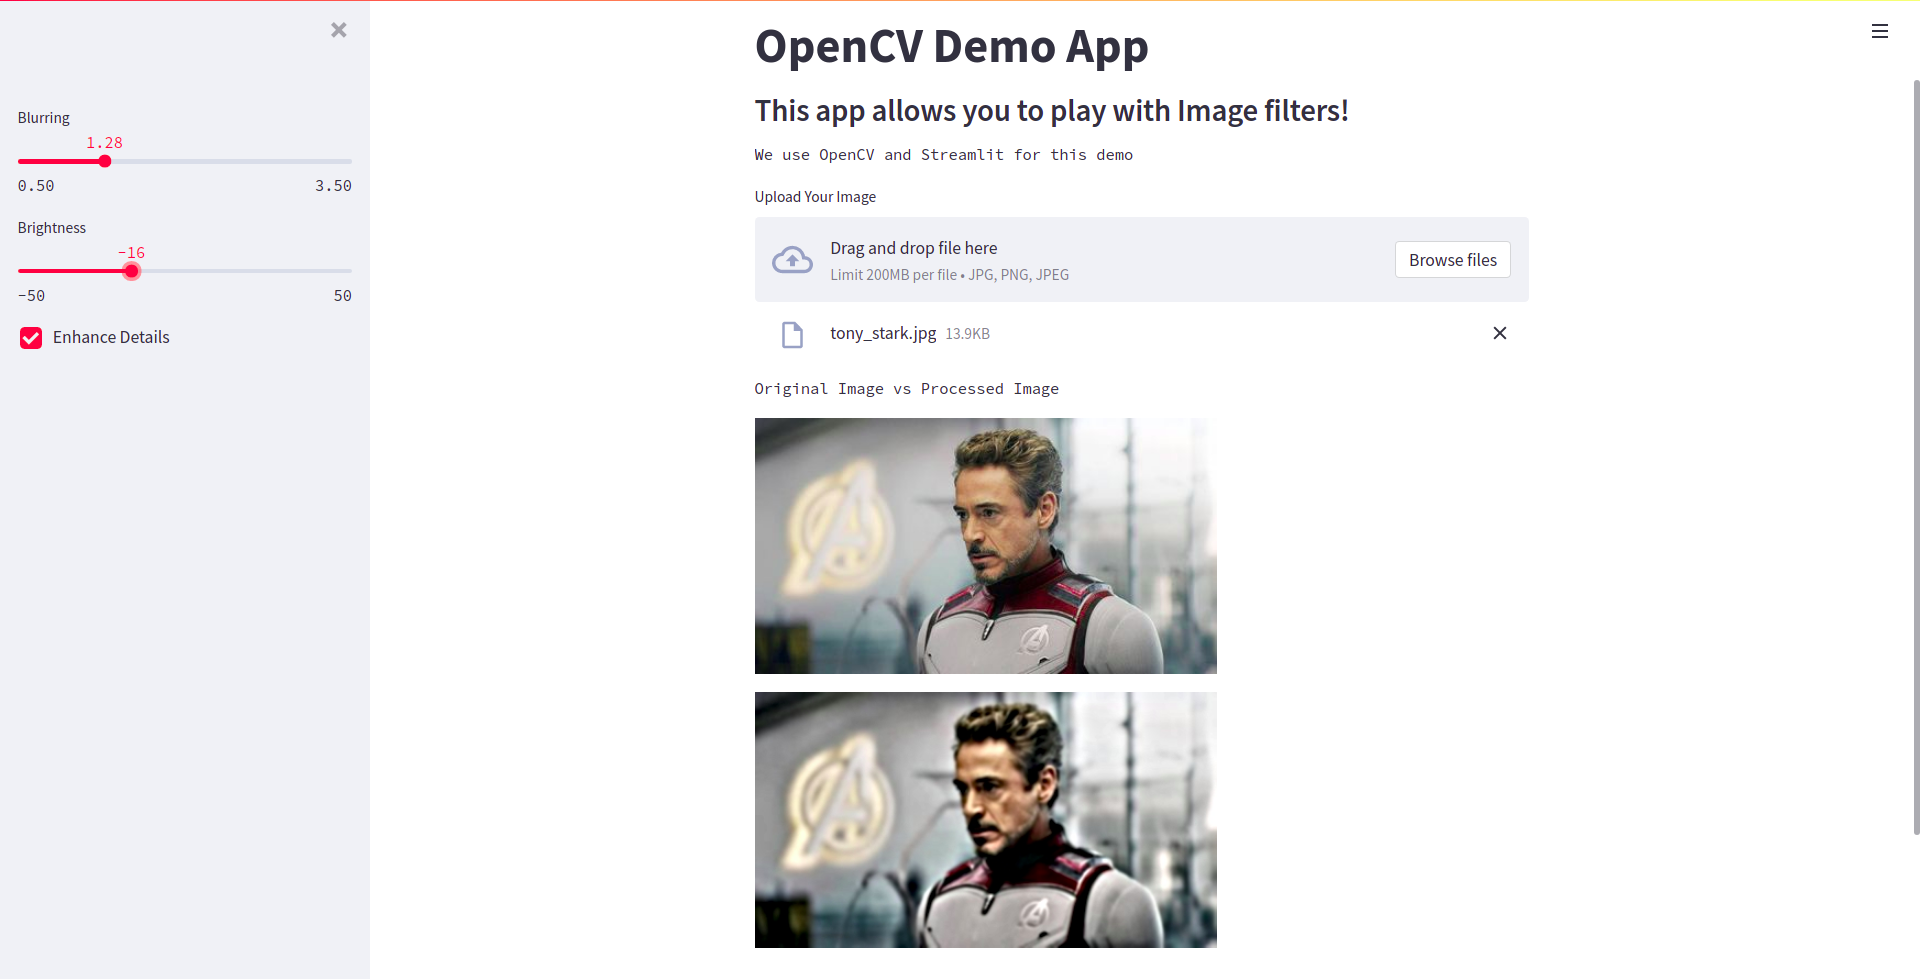 Blurring
1.28
0.50 3.50
Brightness
-16
-50 50
Enhance Details
OpenCV Demo App
This app allows you to play with Image filters!
We use OpenCV and Streamlit for this demo
Upload Your Image
Drag and drop file here
Limit 200MB per file • JPG, PNG, JPEG
Browse files
tony_stark.jpg 13.9KB
Original Image vs Processed Image